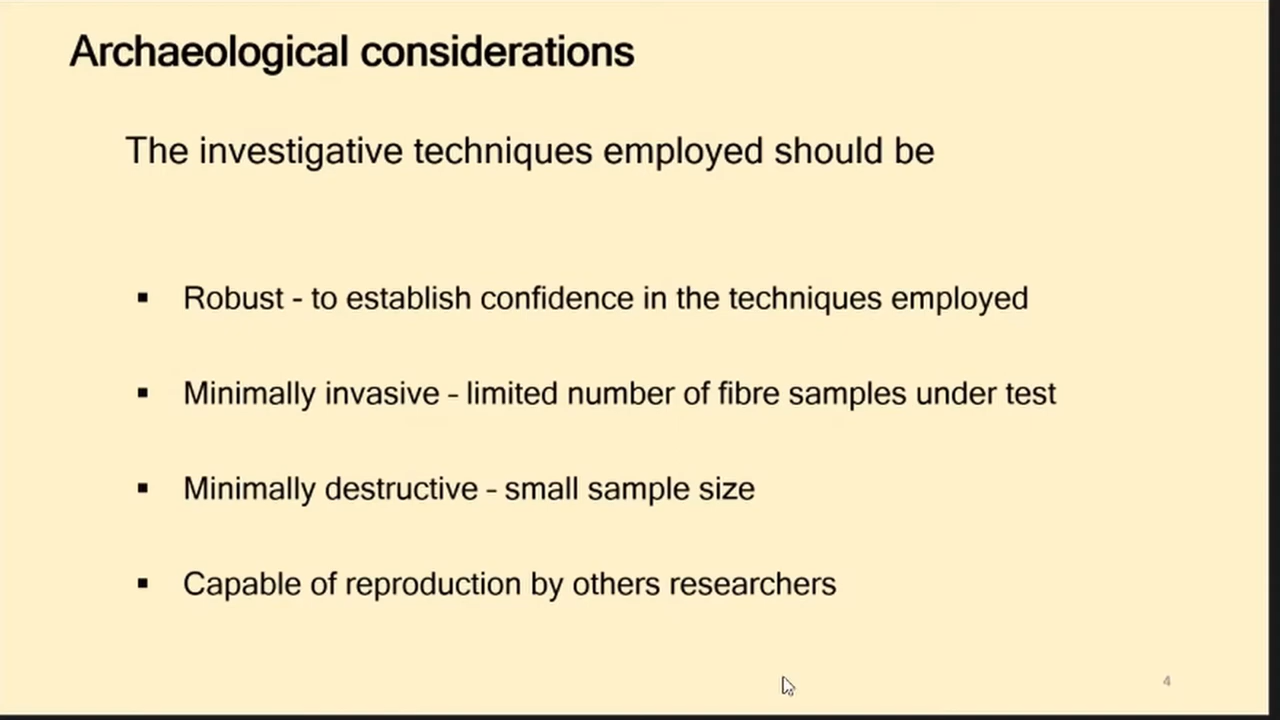 Archaeological considerations
The investigative techniques employed should be
▪ Robust - to establish confidence in the techniques employed
▪ Minimally invasive - limited number of fibre samples under test
▪ Minimally destructive - small sample size
▪ Capable of reproduction by others researchers
4